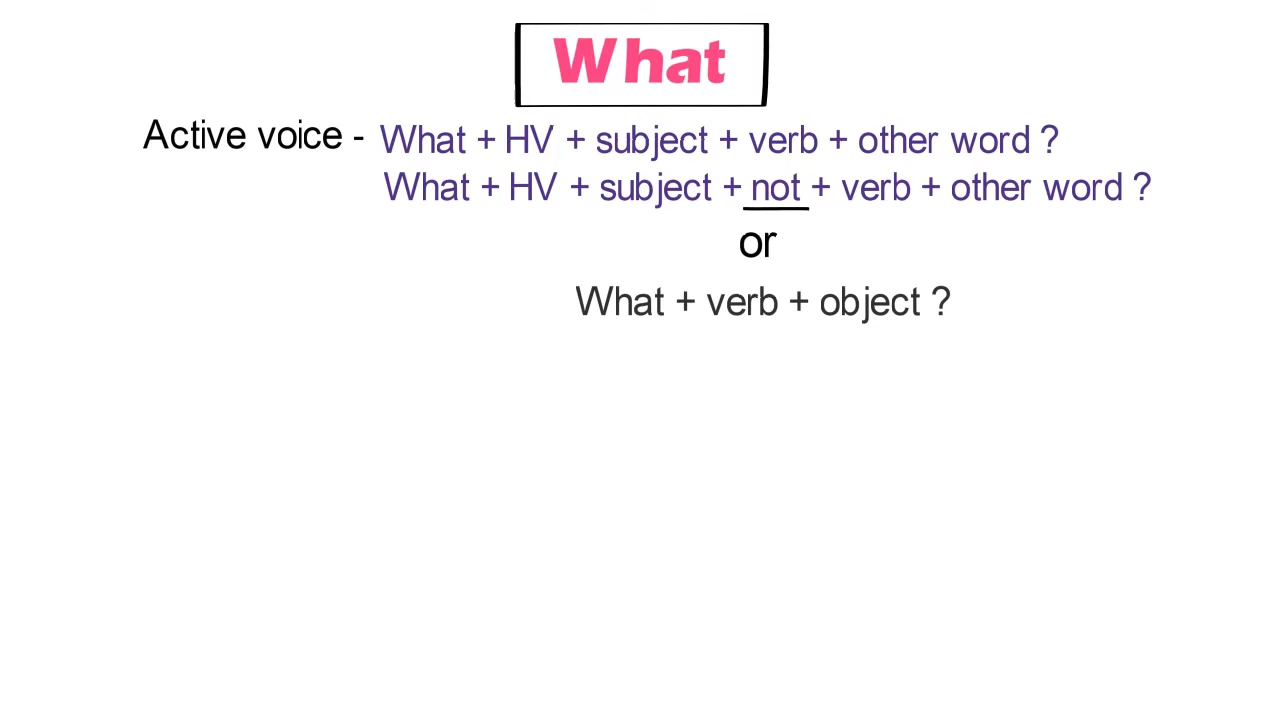 What
Active voice - What + HV + subject + verb + other word ?
What + HV + subject + not + verb + other word ?
or
What + verb + object ?